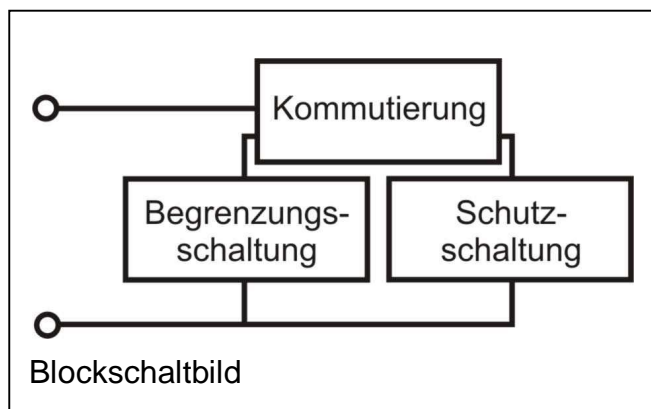 Kommutierung
Begrenzungs-
schaltung
Schutz-
schaltung
Blockschaltbild